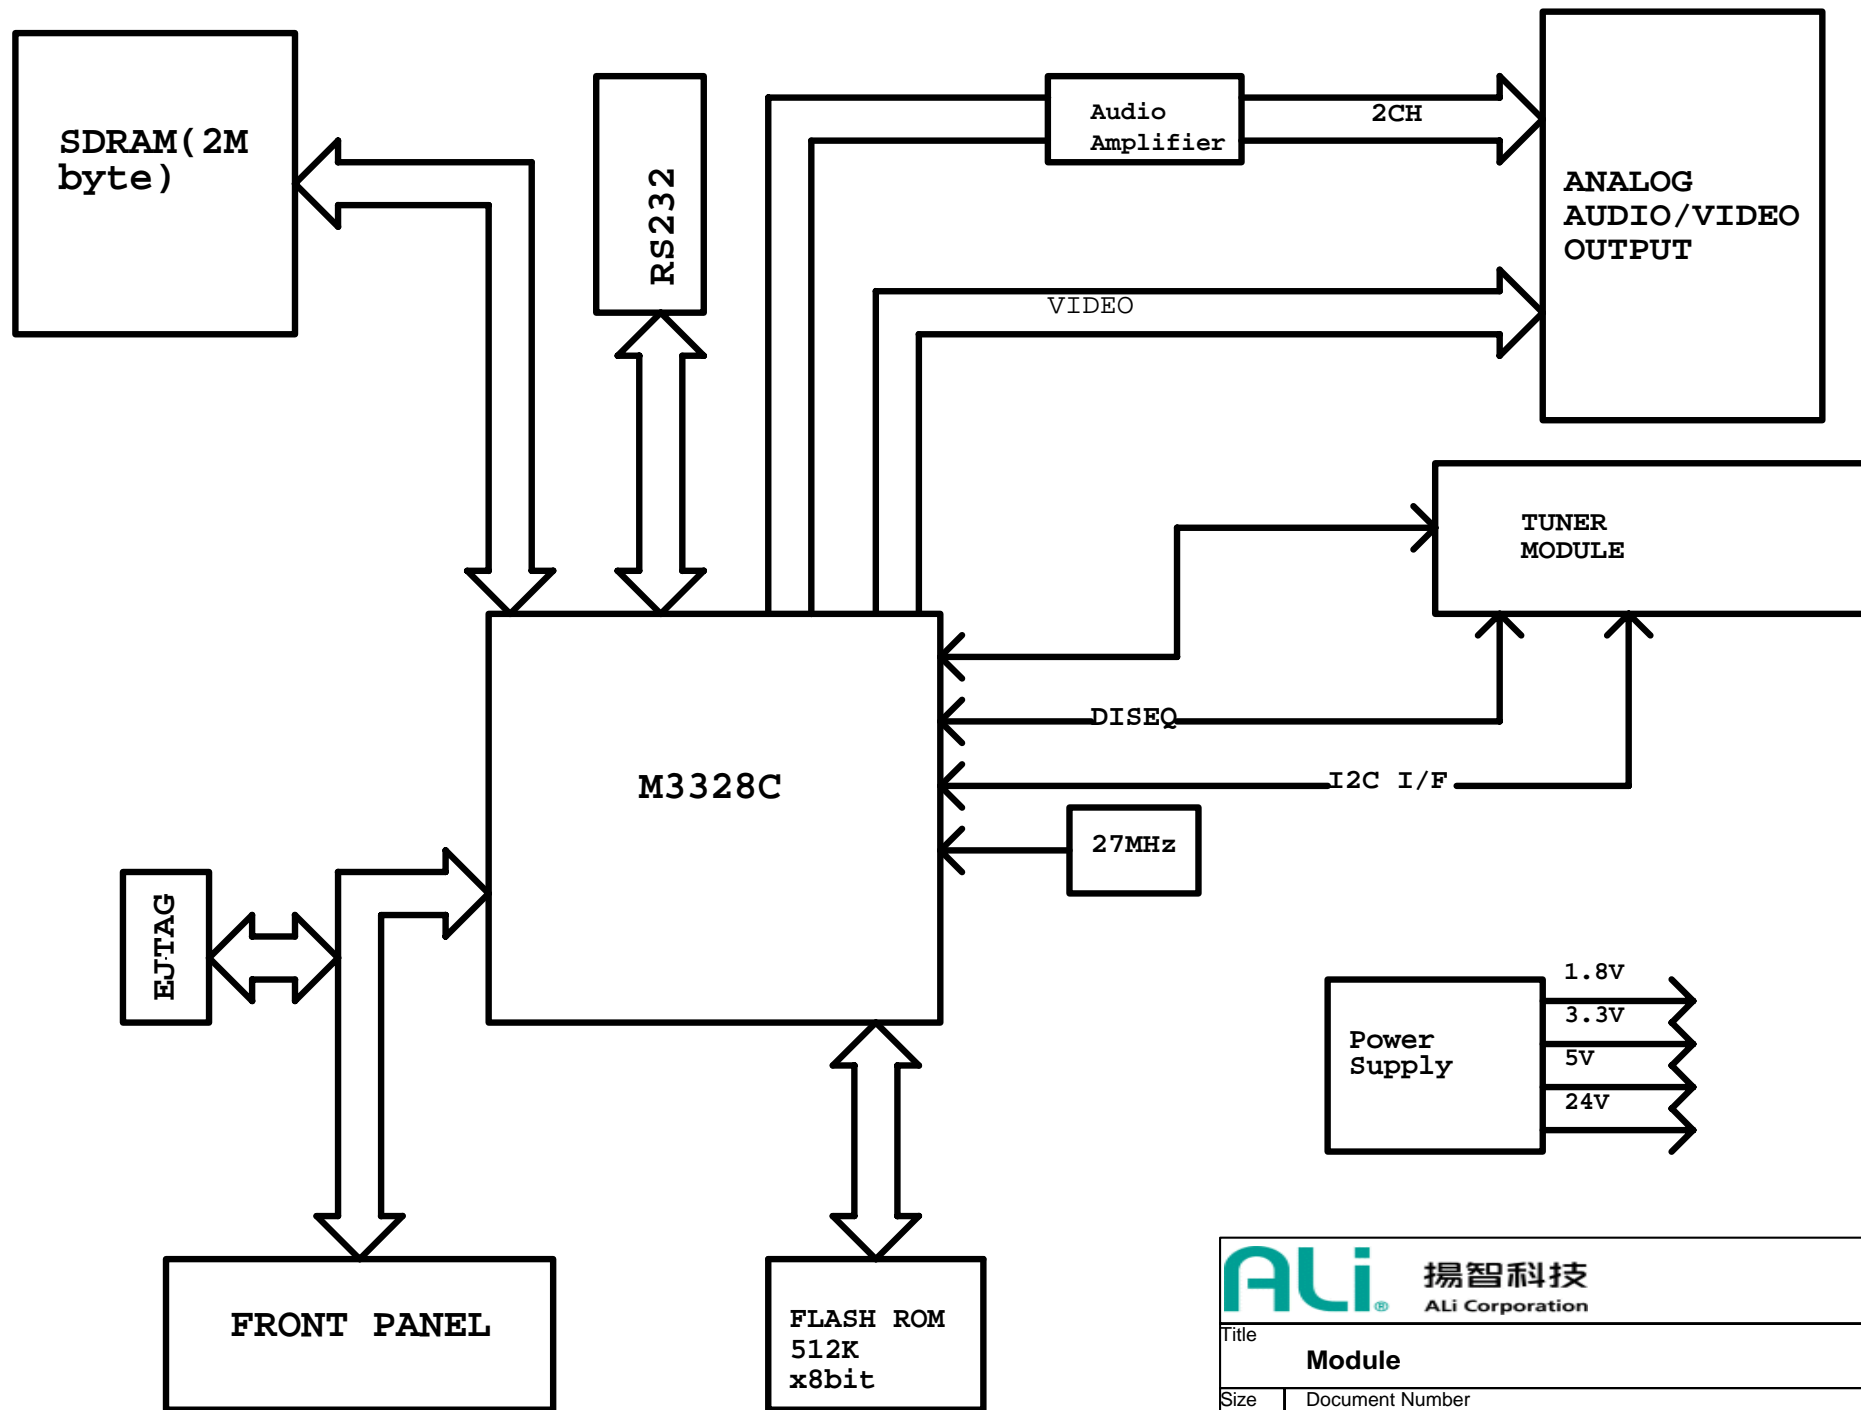 SDRAM(2M
byte)
RS232
Audio
Amplifier
2CH
ANALOG
AUDIO/VIDEO
OUTPUT
VIDEO
TUNER
MODULE
DISEQ
I2C I/F
M3328C
27MHz
EJTAG
1.8V
3.3V
5V
24V
Power
Supply
FRONT PANEL
FLASH ROM
512K
x8bit
ALi®
揚智科技
ALi Corporation
Title
Module
Size
Document Number